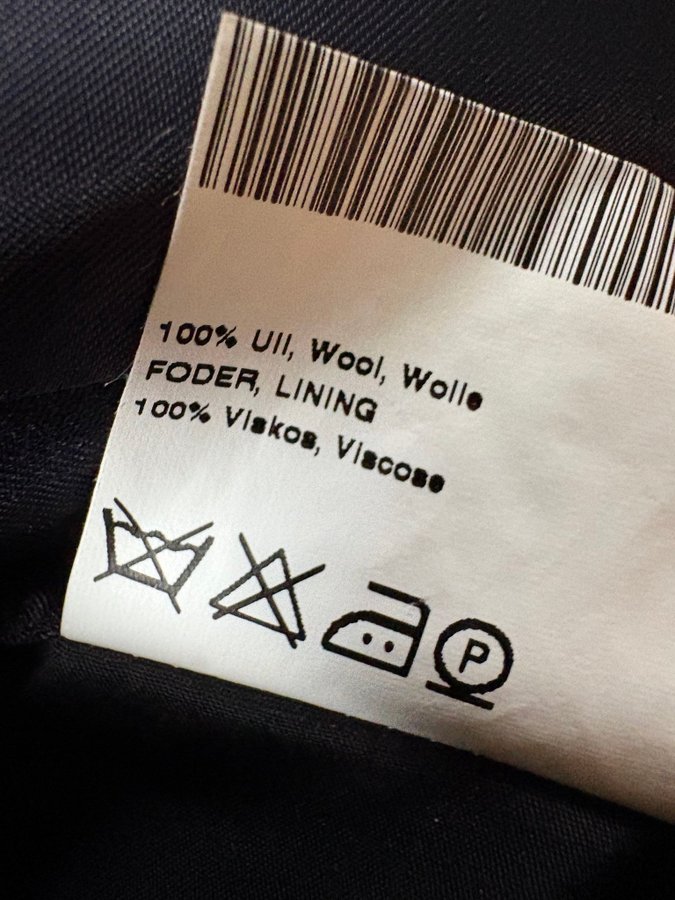 100% Ull, Wool, Wolle
FODER, LINING
100% Viskos, Viscose
P